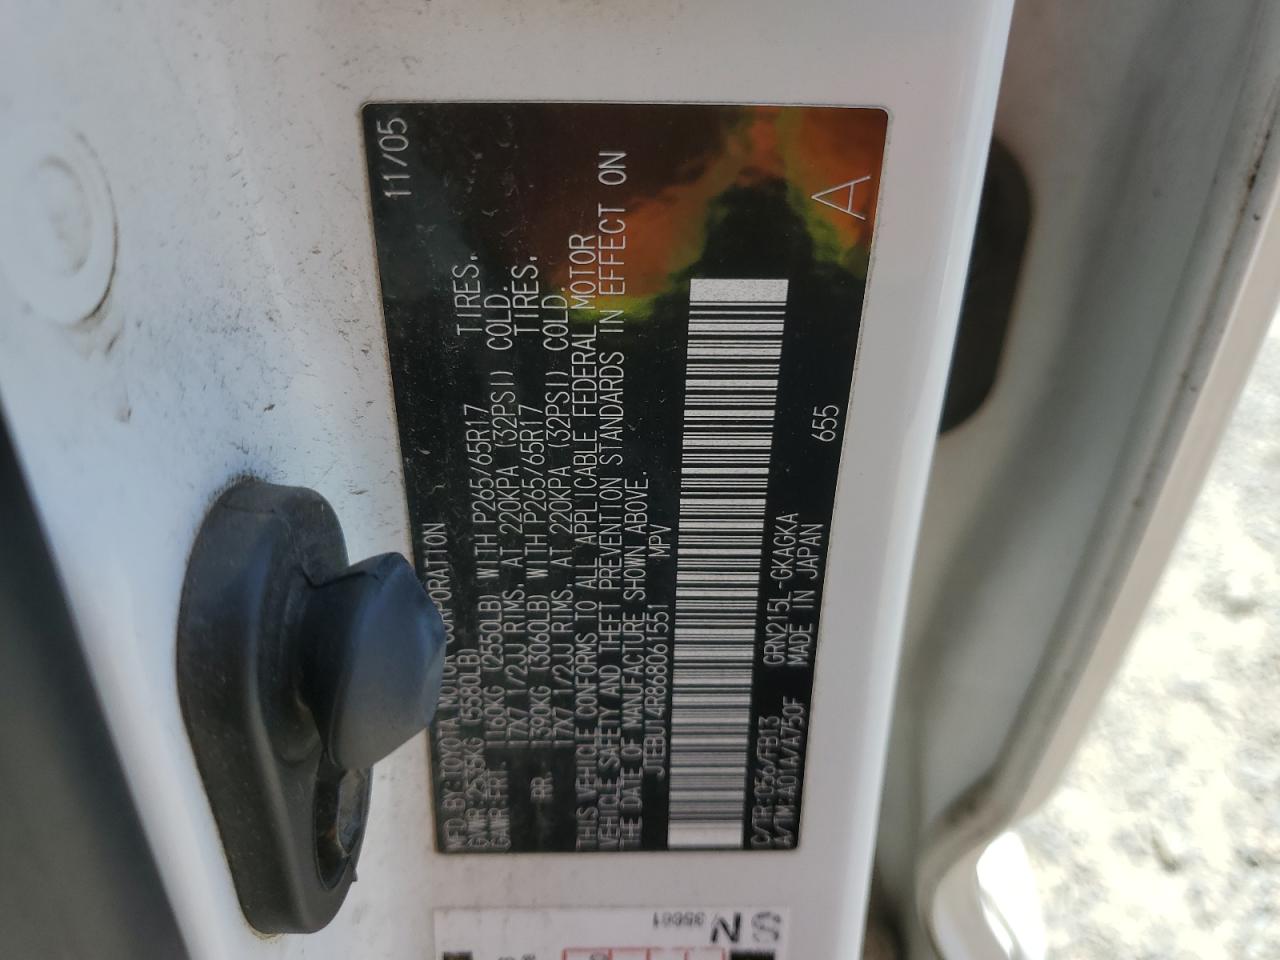 11/05
MFD. BY: TOYOTA MOTOR CORPORATION
GVWR: 2535KG (5580LB)
GAWR: FRT. 1160KG (2550LB) WITH P265/65R17 TIRES,
17X7 1/2JJ RIMS, AT 220KPA (32PSI) COLD.
RR. 1390KG (3060LB) WITH P265/65R17 TIRES,
17X7 1/2JJ RIMS, AT 220KPA (32PSI) COLD.
THIS VEHICLE CONFORMS TO ALL APPLICABLE FEDERAL MOTOR
VEHICLE SAFETY AND THEFT PREVENTION STANDARDS IN EFFECT ON
THE DATE OF MANUFACTURE SHOWN ABOVE.
JTEBU14R868061551 MPV
C/TR: 056/FB13 GRN215L-GKAGKA 655
A/TM: A01A/A750F MADE IN JAPAN
A
SN